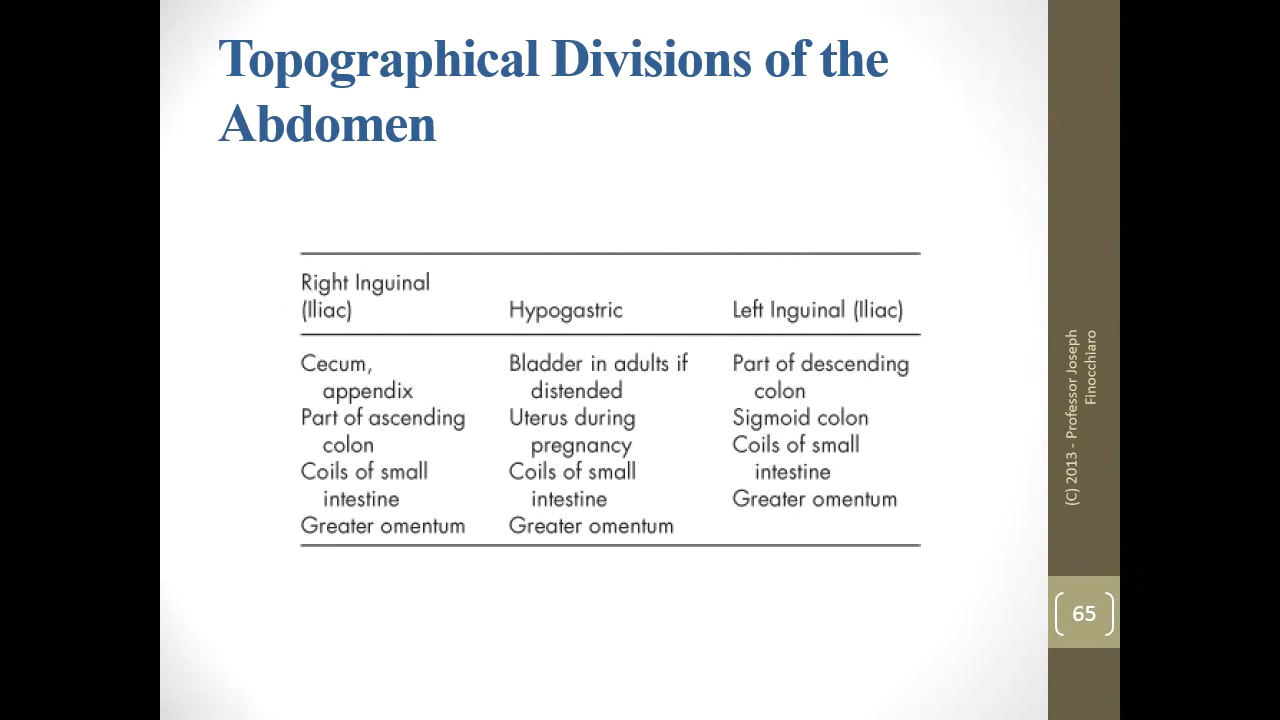 Topographical Divisions of the
Abdomen
Right Inguinal
(Iliac)
Hypogastric
Left Inguinal (Iliac)
Cecum,
appendix
Part of ascending
colon
Coils of small
intestine
Greater omentum
Bladder in adults if
distended
Uterus during
pregnancy
Coils of small
intestine
Greater omentum
Part of descending
colon
Sigmoid colon
Coils of small
intestine
Greater omentum
(C) 2013 - Professor Joseph
Finocchiaro
65